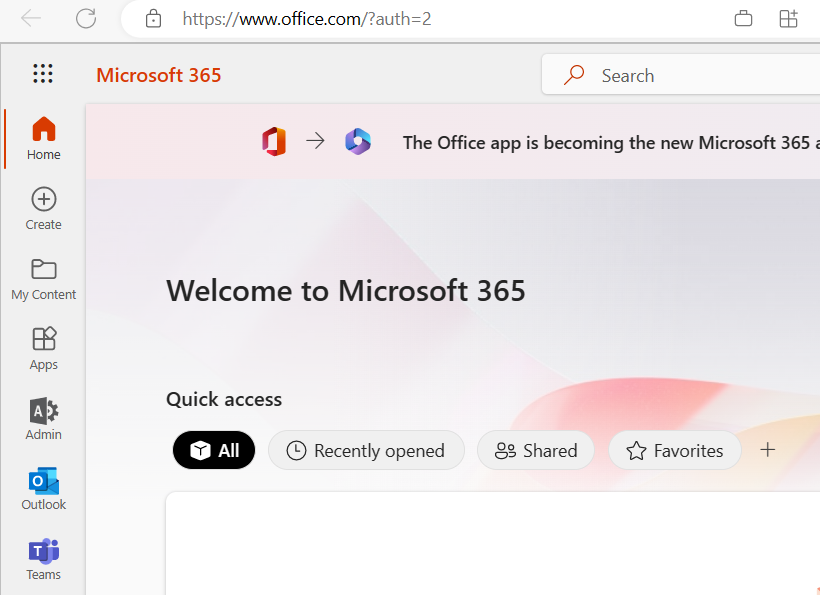 https://www.office.com/?auth=2
Microsoft 365
Search
Home
The Office app is becoming the new Microsoft 365
Create
My Content
Apps
Admin
Outlook
Teams
Welcome to Microsoft 365
Quick access
All
Recently opened
Shared
Favorites